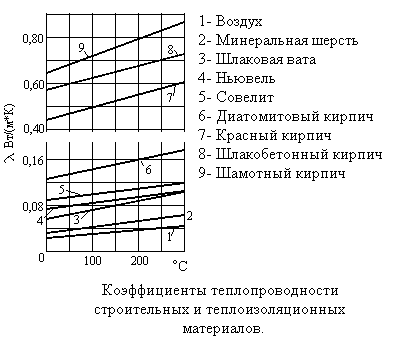 1- Воздух
2- Минеральная шерсть
3- Шлаковая вата
4- Ньювель
5- Совелит
6- Диатомитовый кирпич
7- Красный кирпич
8- Шлакобетонный кирпич
9- Шамотный кирпич
λ Вт/(м*К)
0,80
0,60
0,40
0,16
0,08
0
100
200
°C
9
8
7
6
5
4
3
2
1
Коэффициенты теплопроводности
строительных и теплоизоляционных
материалов.